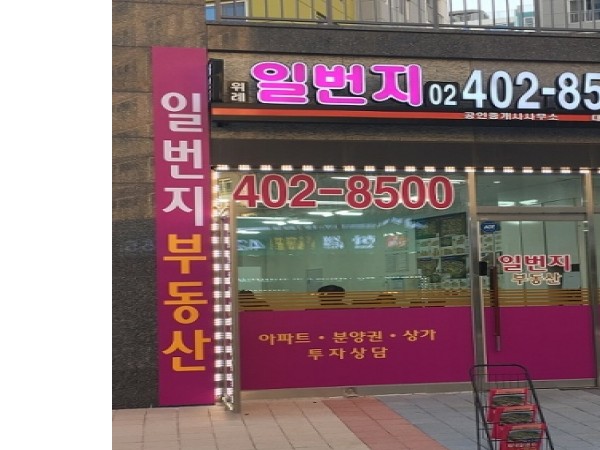 위례 일번지 02 402-85
공인중개사사무소 대
일번지 부동산
402-8500
일번지
부동산
아파트 · 분양권 · 상가
투자상담